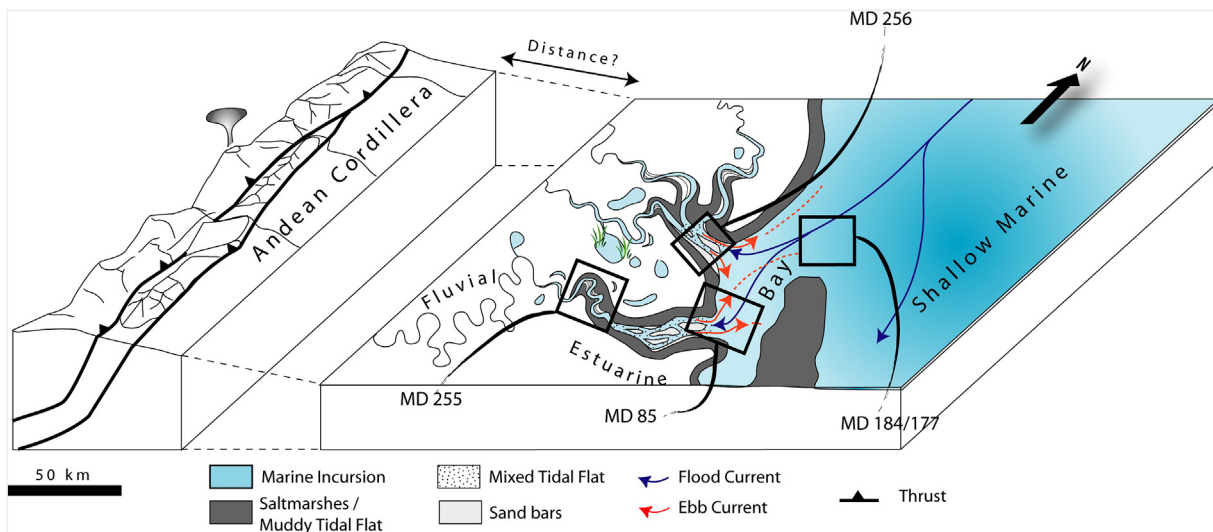 MD 256
Distance?
N
Andean Cordillera
Shallow Marine
Bay
Fluvial
Estuarine
MD 255
MD 85
MD 184/177
50 km
Marine Incursion
Mixed Tidal Flat
Flood Current
Thrust
Saltmarshes /
Muddy Tidal Flat
Sand bars
Ebb Current